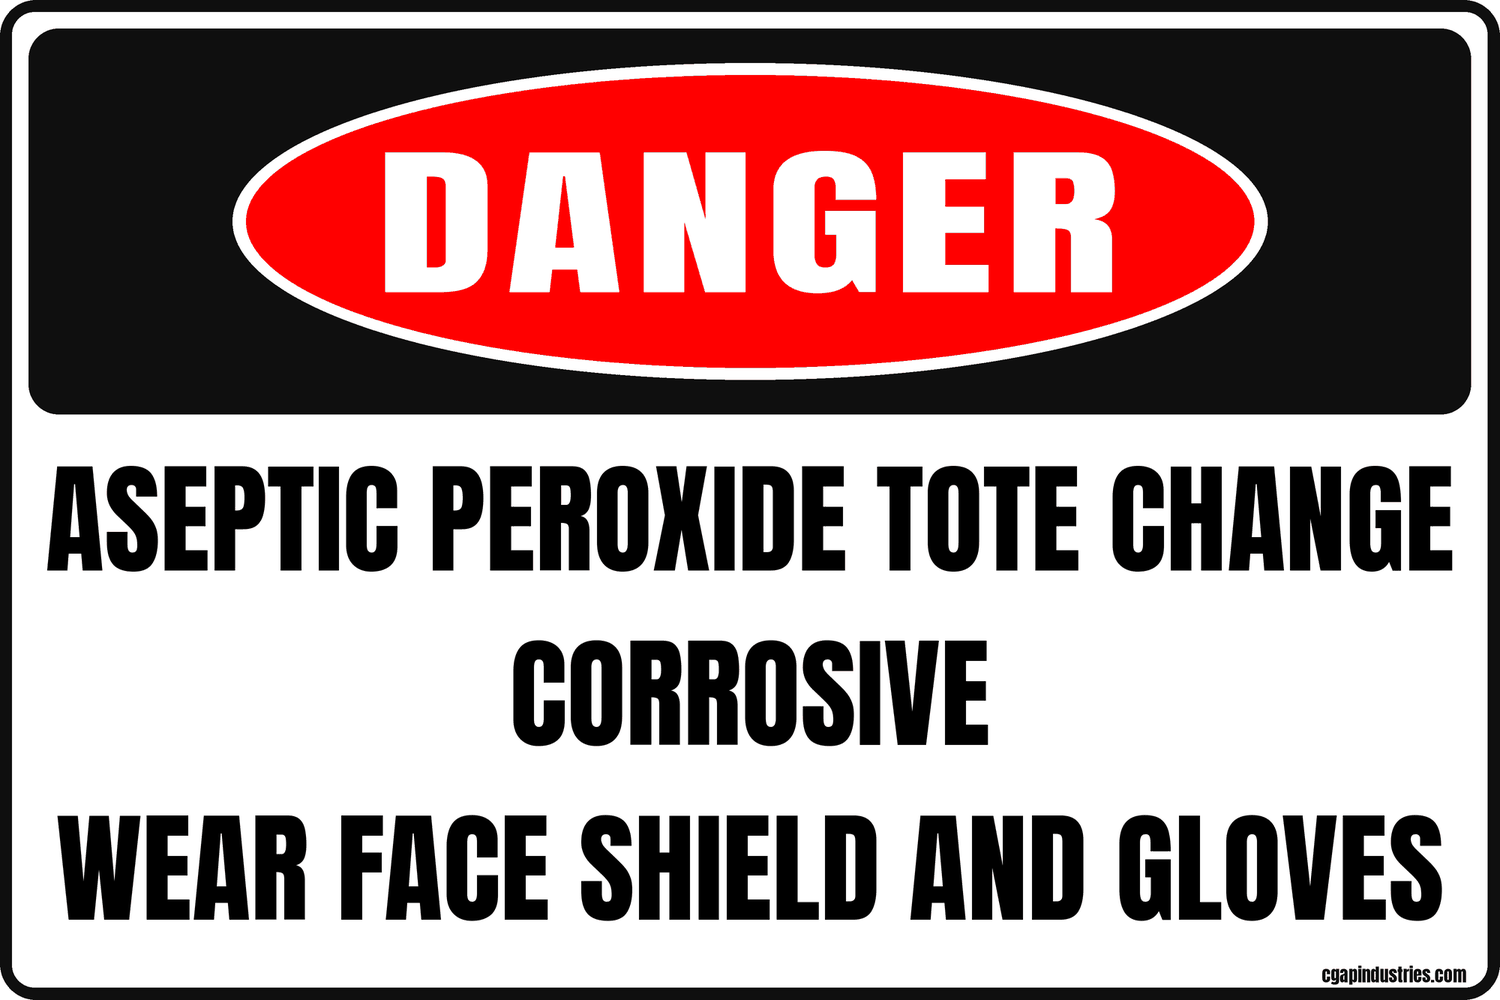 DANGER
ASEPTIC PEROXIDE TOTE CHANGE
CORROSIVE
WEAR FACE SHIELD AND GLOVES
cgapindustries.com